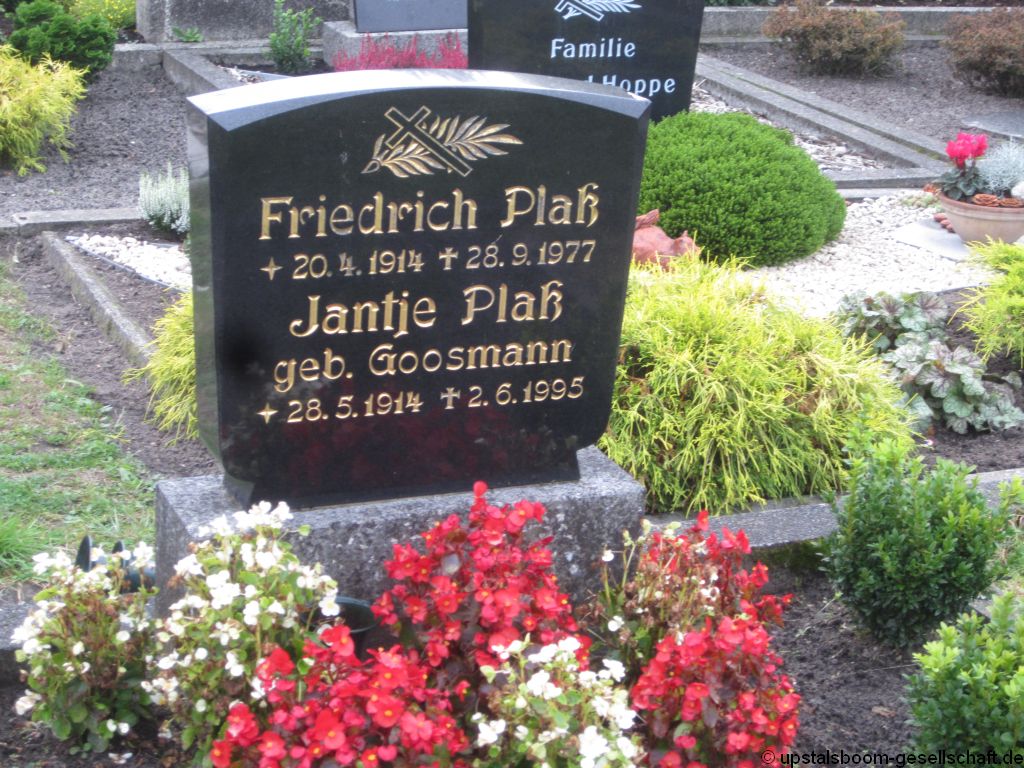 Familie
Hoppe
Friedrich Plaß
20.4.1914 ✝ 28.9.1977
Jantje Plaß
geb. Goosmann
28.5.1914 ✝ 2.6.1995
© upstalsboom-gesellschaft.de